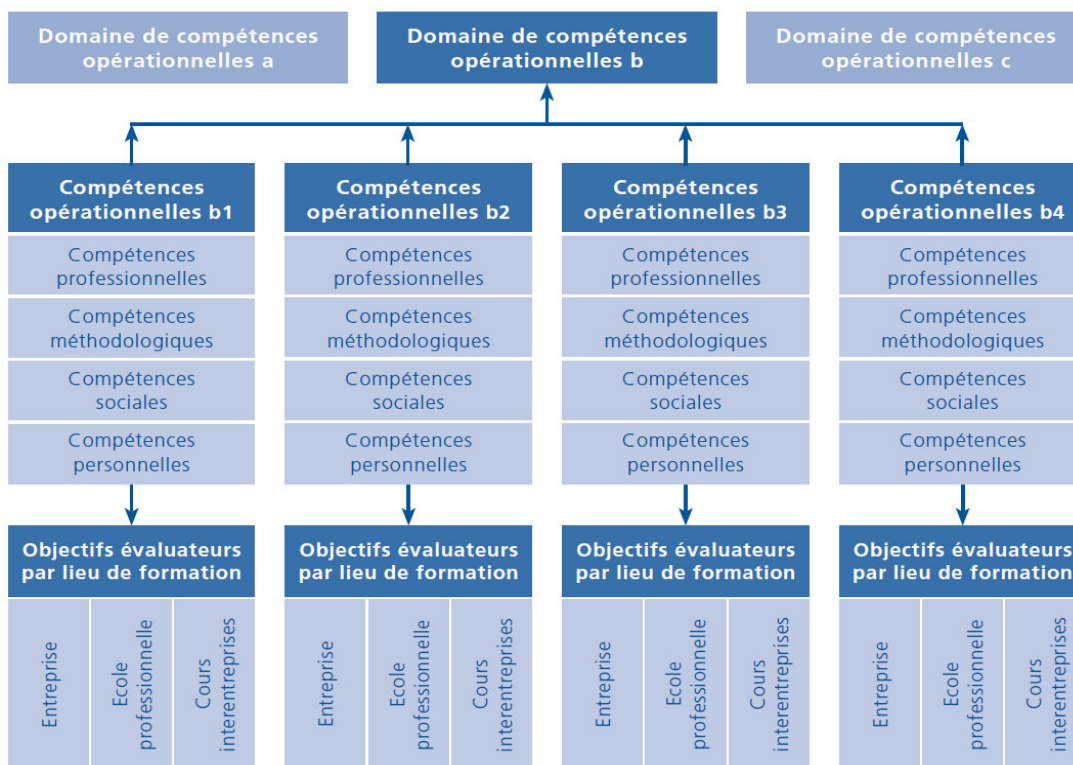 Domaine de compétences
opérationnelles a
Domaine de compétences
opérationnelles b
Domaine de compétences
opérationnelles c
Compétences
opérationnelles b1
Compétences
opérationnelles b2
Compétences
opérationnelles b3
Compétences
opérationnelles b4
Compétences
professionnelles
Compétences
professionnelles
Compétences
professionnelles
Compétences
professionnelles
Compétences
méthodologiques
Compétences
méthodologiques
Compétences
méthodologiques
Compétences
méthodologiques
Compétences
sociales
Compétences
sociales
Compétences
sociales
Compétences
sociales
Compétences
personnelles
Compétences
personnelles
Compétences
personnelles
Compétences
personnelles
Objectifs évaluateurs
par lieu de formation
Objectifs évaluateurs
par lieu de formation
Objectifs évaluateurs
par lieu de formation
Objectifs évaluateurs
par lieu de formation
Entreprise
Ecole
professionnelle
Cours
interentreprises
Entreprise
Ecole
professionnelle
Cours
interentreprises
Entreprise
Ecole
professionnelle
Cours
interentreprises
Entreprise
Ecole
professionnelle
Cours
interentreprises